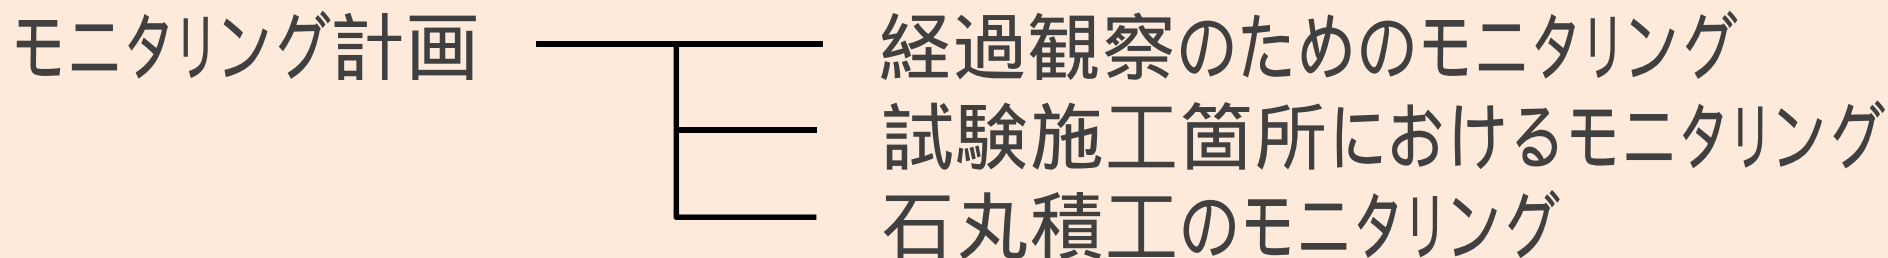 モニタリング計画
経過観察のためのモニタリング
試験施工箇所におけるモニタリング
石丸積工のモニタリング